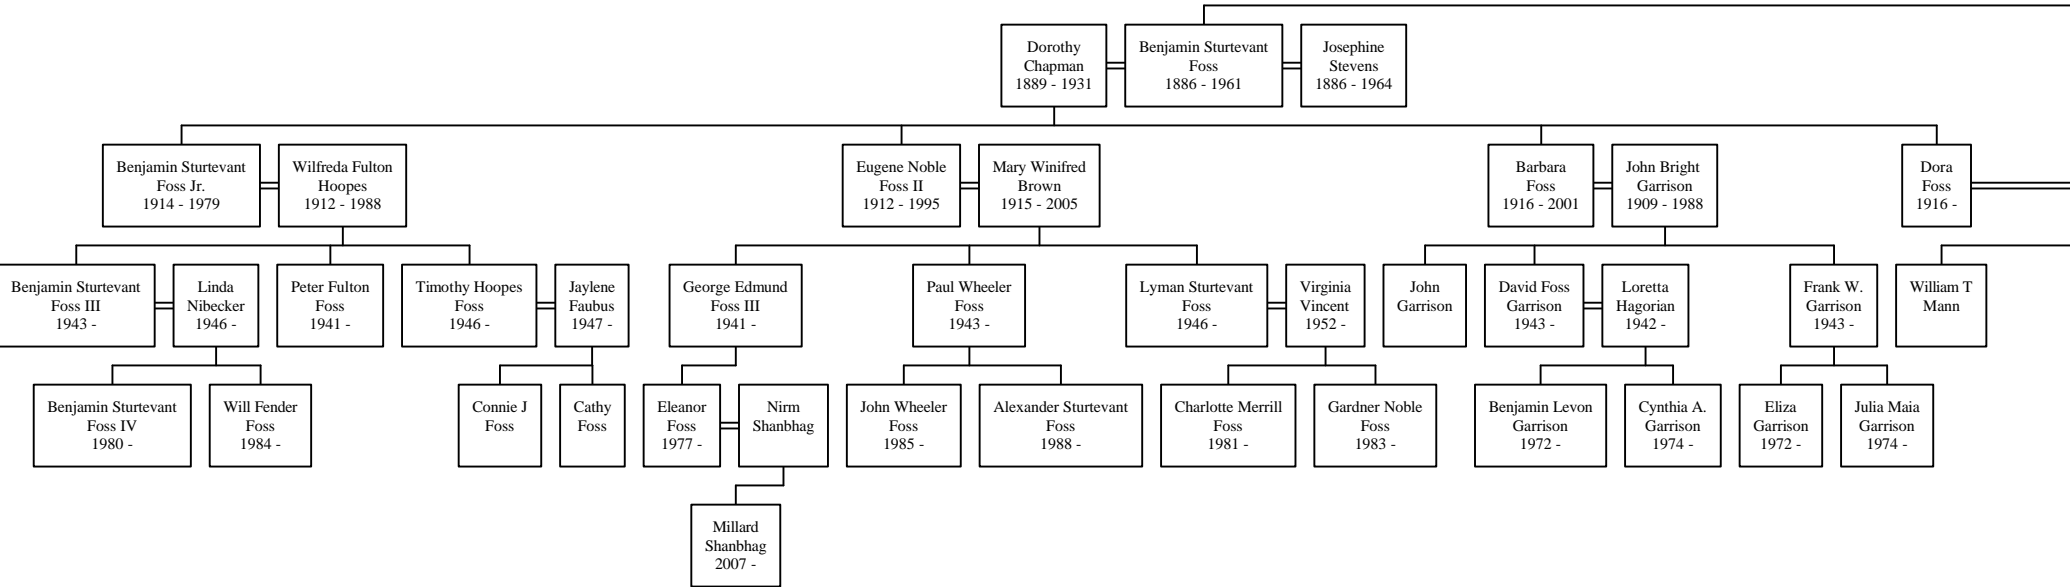 Dorothy
Chapman
1889 - 1931
Benjamin Sturtevant
Foss
1886 - 1961
Josephine
Stevens
1886 - 1964
Benjamin Sturtevant
Foss Jr.
1914 - 1979
Wilfreda Fulton
Hoopes
1912 - 1988
Eugene Noble
Foss II
1912 - 1995
Mary Winifred
Brown
1915 - 2005
Barbara
Foss
1916 - 2001
John Bright
Garrison
1909 - 1988
Dora
Foss
1916 -
Benjamin Sturtevant
Foss III
1943 -
Linda
Nibecker
1946 -
Peter Fulton
Foss
1941 -
Timothy Hoopes
Foss
1946 -
Jaylene
Faubus
1947 -
George Edmund
Foss III
1941 -
Paul Wheeler
Foss
1943 -
Lyman Sturtevant
Foss
1946 -
Virginia
Vincent
1952 -
John
Garrison
David Foss
Garrison
1943 -
Loretta
Hagorian
1942 -
Frank W.
Garrison
1943 -
William T
Mann
Benjamin Sturtevant
Foss IV
1980 -
Will Fender
Foss
1984 -
Connie J
Foss
Cathy
Foss
Eleanor
Foss
1977 -
Nirm
Shanbhag
John Wheeler
Foss
1985 -
Alexander Sturtevant
Foss
1988 -
Charlotte Merrill
Foss
1981 -
Gardner Noble
Foss
1983 -
Benjamin Levon
Garrison
1972 -
Cynthia A.
Garrison
1974 -
Eliza
Garrison
1972 -
Julia Maia
Garrison
1974 -
Millard
Shanbhag
2007 -